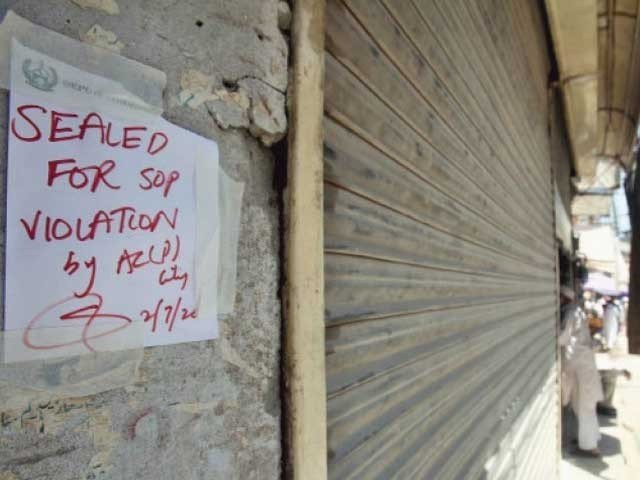 SEALED
FOR SOP
VIOLATION
by AC(P)
City
2/7/20